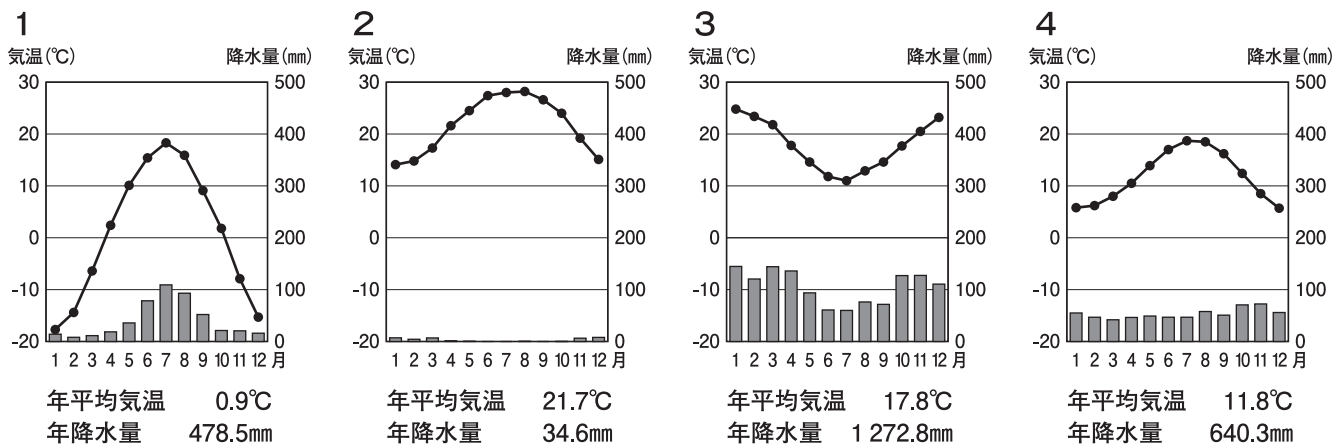 1 2 3 4
気温(℃) 降水量(㎜) 気温(℃) 降水量(㎜) 気温(℃) 降水量(㎜) 気温(℃) 降水量(㎜)
30 500 30 500 30 500 30 500
20 400 20 400 20 400 20 400
10 300 10 300 10 300 10 300
0 200 0 200 0 200 0 200
-10 100 -10 100 -10 100 -10 100
-20 0 -20 0 -20 0 -20 0
1 2 3 4 5 6 7 8 9 10 11 12 月 1 2 3 4 5 6 7 8 9 10 11 12 月 1 2 3 4 5 6 7 8 9 10 11 12 月 1 2 3 4 5 6 7 8 9 10 11 12 月
年平均気温 0.9℃ 年平均気温 21.7℃ 年平均気温 17.8℃ 年平均気温 11.8℃
年降水量 478.5㎜ 年降水量 34.6㎜ 年降水量 1 272.8㎜ 年降水量 640.3㎜